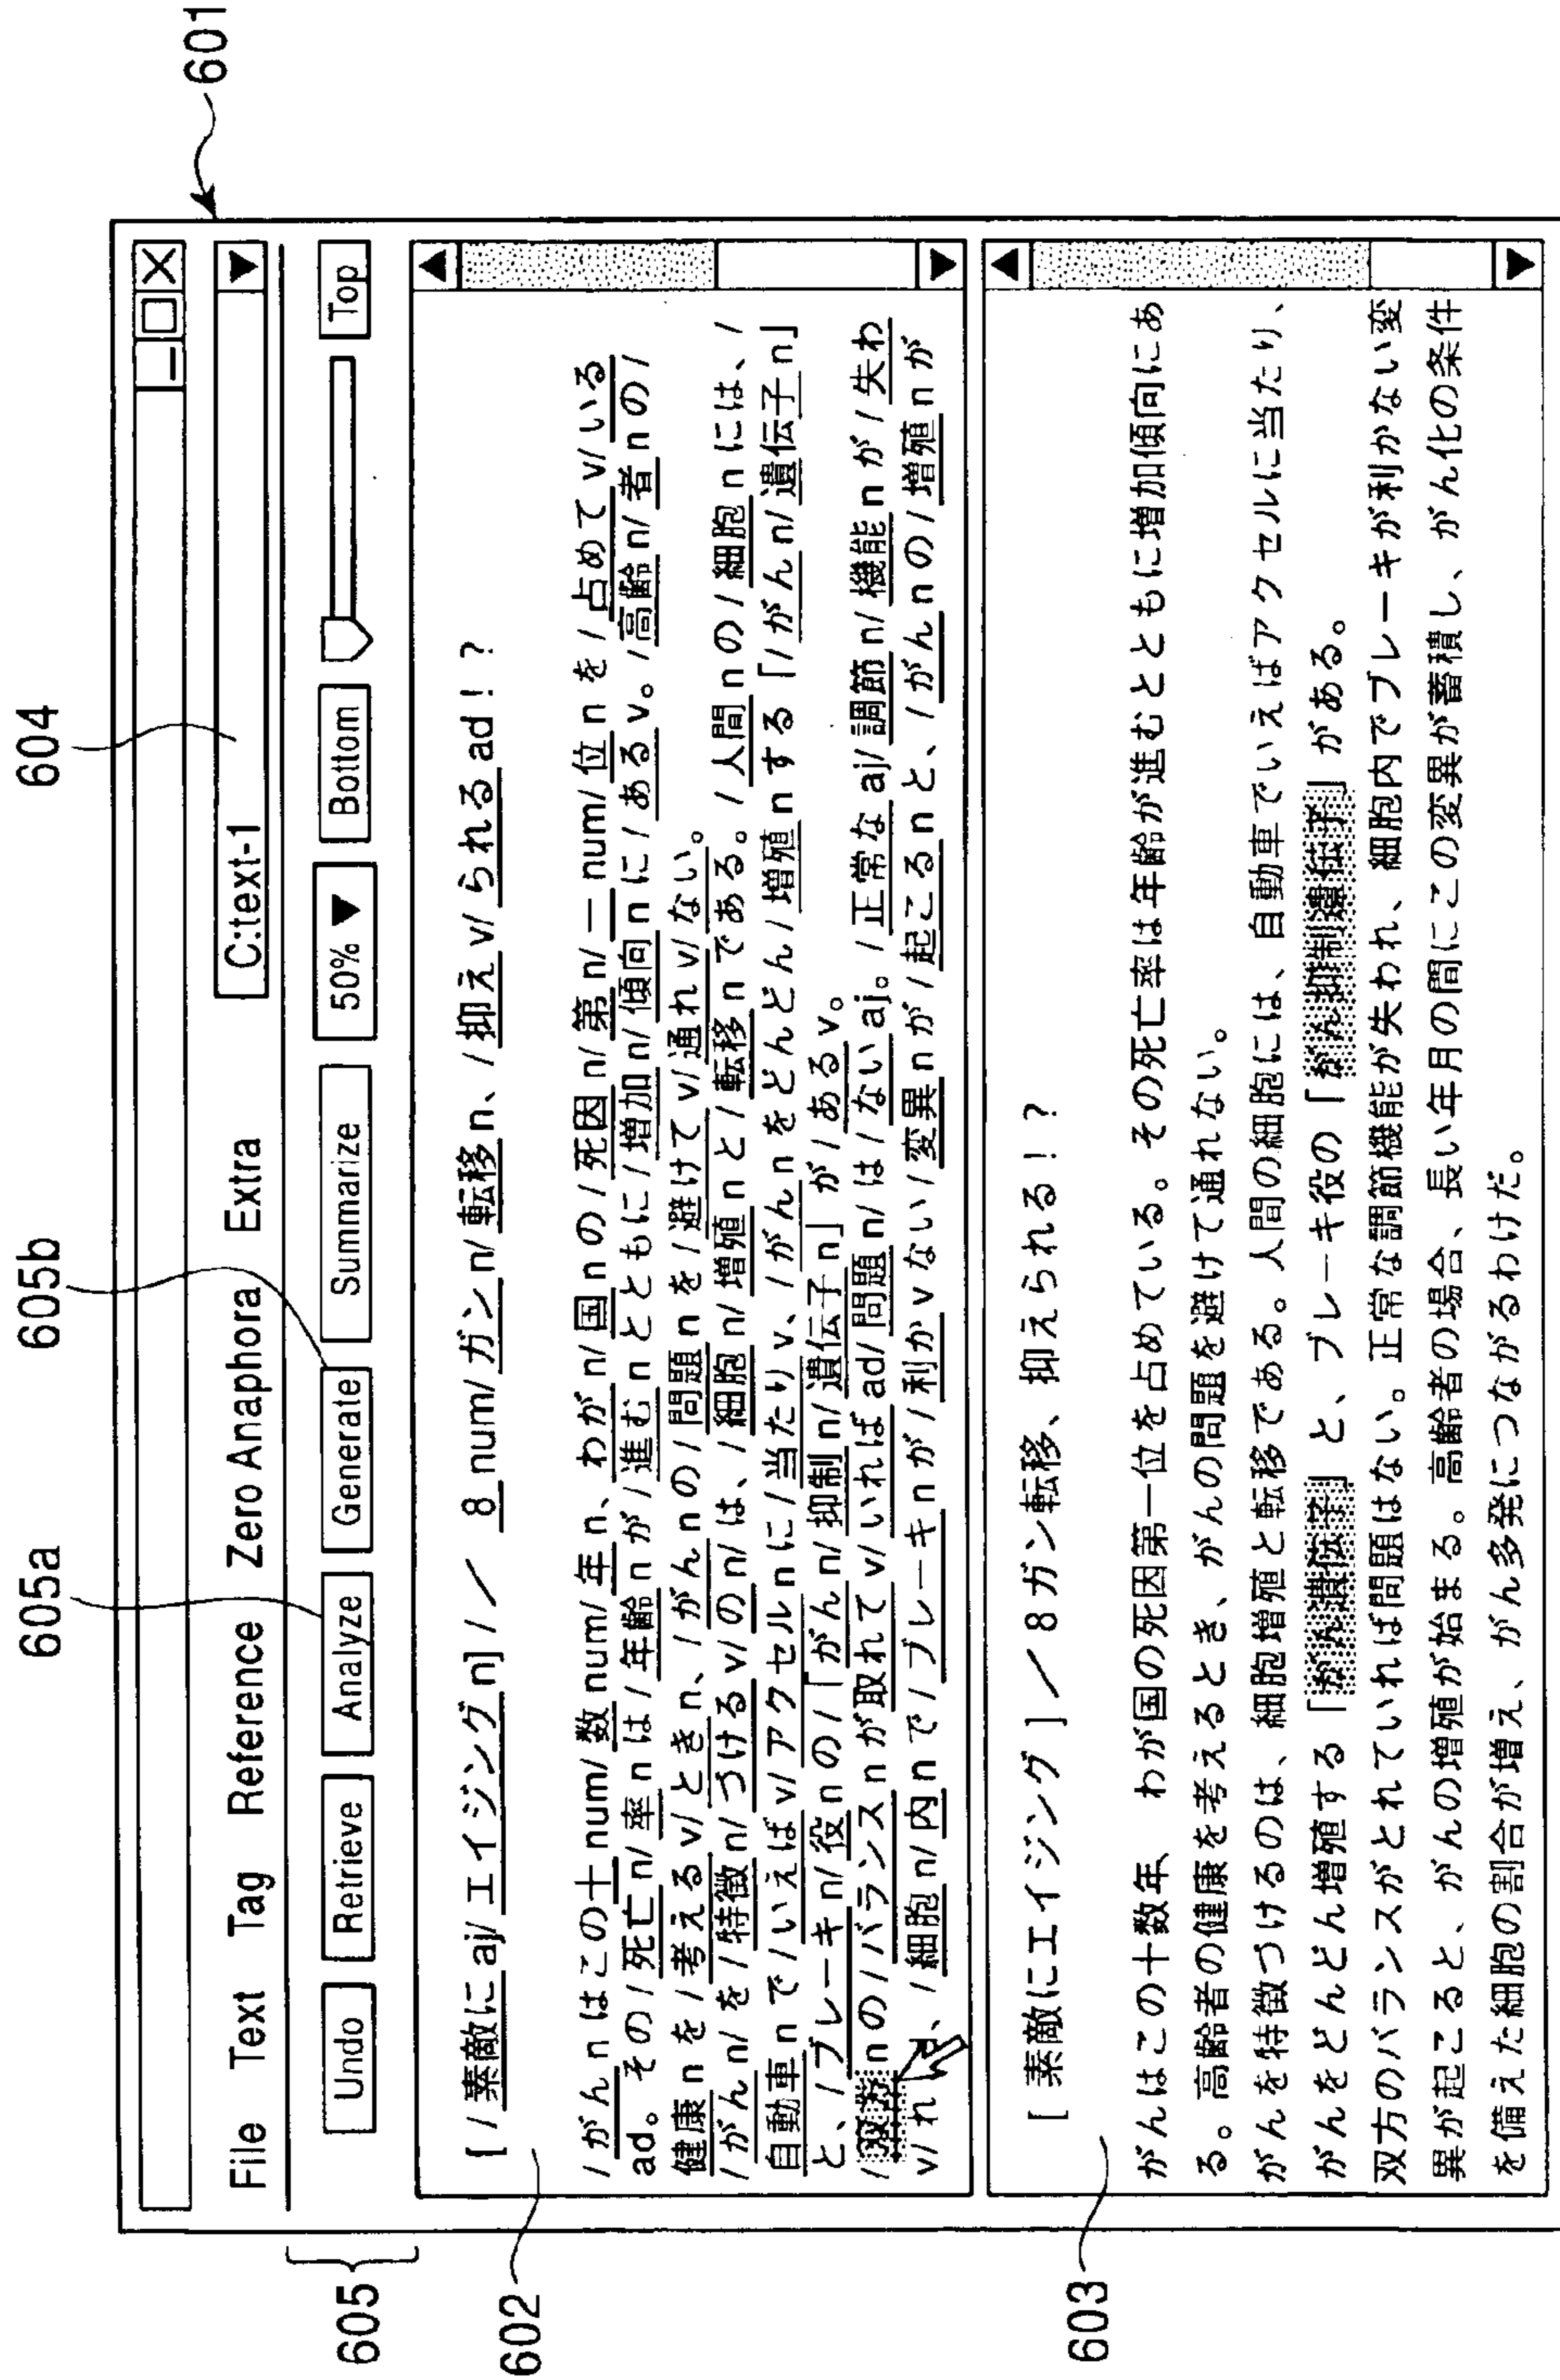 604
605a
605b
601
File Text Tag Reference Zero Anaphora Extra C:text-1
605
Undo Retrieve Analyze Generate Summarize 50% ▼ Bottom Top
602
[ /素敵に aj/エイジング n] / ／ 8 num/ガン n/転移 n、/抑え v/られる ad！？
/がん n はこの十 num/数 num/年 n、わが n/国 n の /死因 n/第 n/一 num/位 n を /占めて v/いる
ad。その /死亡 n/率 n は /年齢 n が /進む n とともに /増加 n/傾向 n に /ある v。/高齢 n/者 n の /
健康 n を /考える v/とき n、/がん n の /問題 n を /避けて v/通れ v/ない。
/がん n/ を /特徴 n/づける v/の n/ は、/細胞 n/増殖 n と /転移 n である。/人間 n の /細胞 n には、/
自動車 n で /いえば v/アクセル n に /当たり v、/がん n をどんどん /増殖 n する「/がん n/遺伝子 n」
と、/ブレーキ n/役 n の /「がん n/抑制 n/遺伝子 n」が /ある v。
/双方 n の /バランス n が取れて v/いれば ad/問題 n/ は /ない aj。/正常な aj/調節 n/機能 n が /失わ
v/れ 、/細胞 n/内 n で /ブレーキ n が /利か v ない /変異 n が /起こる n と、/がん n の /増殖 n が
603
[ 素敵にエイジング ] ／８ガン転移、抑えられる！？
がんはこの十数年、わが国の死因第一位を占めている。その死亡率は年齢が進むとともに増加傾向にあ
る。高齢者の健康を考えるとき、がんの問題を避けて通れない。
がんを特徴づけるのは、細胞増殖と転移である。人間の細胞には、自動車でいえばアクセルに当たり、
がんをどんどん増殖する「がん遺伝子」と、ブレーキ役の「がん抑制遺伝子」がある。
双方のバランスがとれていれば問題はない。正常な調節機能が失われ、細胞内でブレーキが利かない変
異が起こると、がんの増殖が始まる。高齢者の場合、長い年月の間にこの変異が蓄積し、がん化の条件
を備えた細胞の割合が増え、がん多発につながるわけだ。